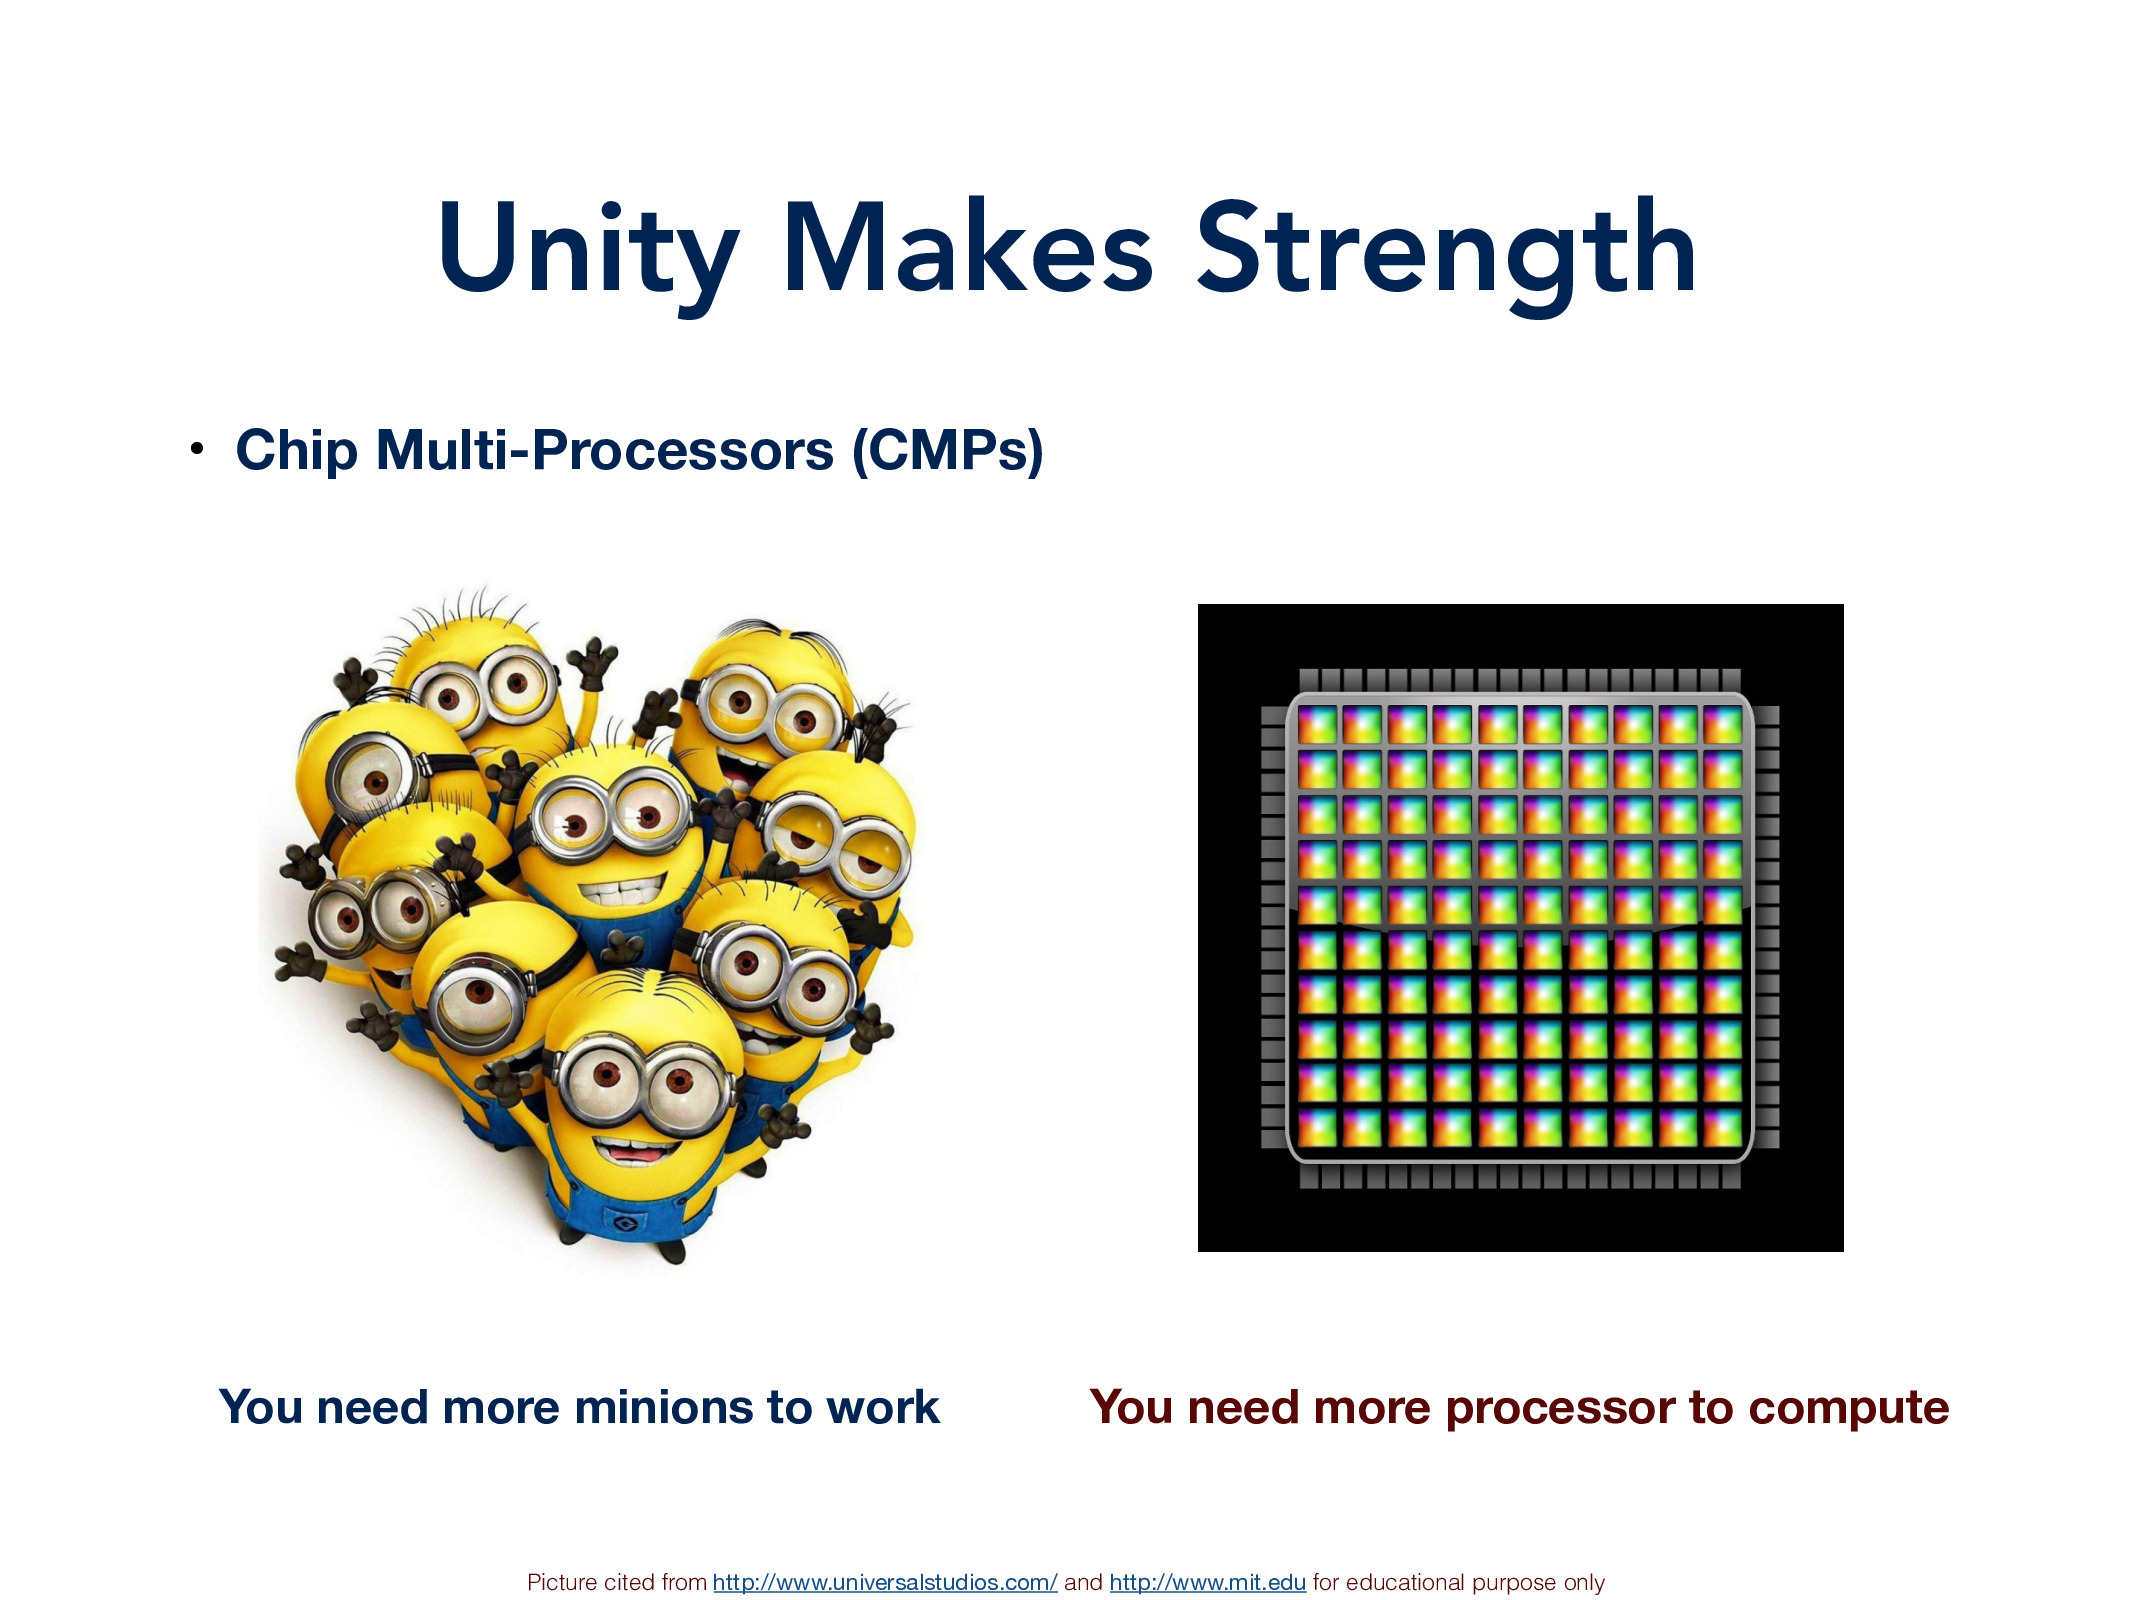 Unity Makes Strength
• Chip Multi-Processors (CMPs)
You need more minions to work
You need more processor to compute
Picture cited from http://www.universalstudios.com/ and http://www.mit.edu for educational purpose only